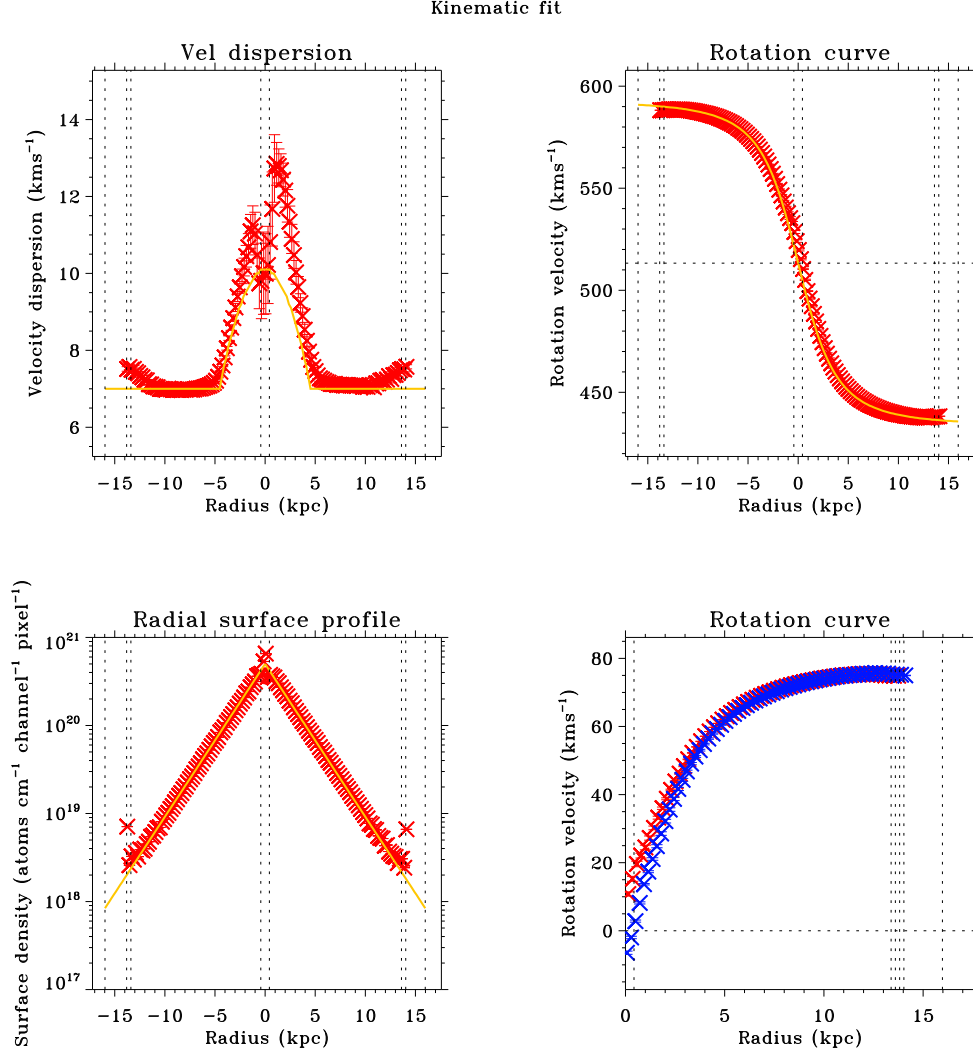 Kinematic fit
Vel dispersion
Velocity dispersion (kms⁻¹)
14
12
10
8
6
−15 −10 −5 0 5 10 15
Radius (kpc)
Rotation curve
Rotation velocity (kms⁻¹)
600
550
500
450
−15 −10 −5 0 5 10 15
Radius (kpc)
Radial surface profile
Surface density (atoms cm⁻¹ channel⁻¹ pixel⁻¹)
10²¹
10²⁰
10¹⁹
10¹⁸
10¹⁷
−15 −10 −5 0 5 10 15
Radius (kpc)
Rotation curve
Rotation velocity (kms⁻¹)
80
60
40
20
0
0 5 10 15
Radius (kpc)